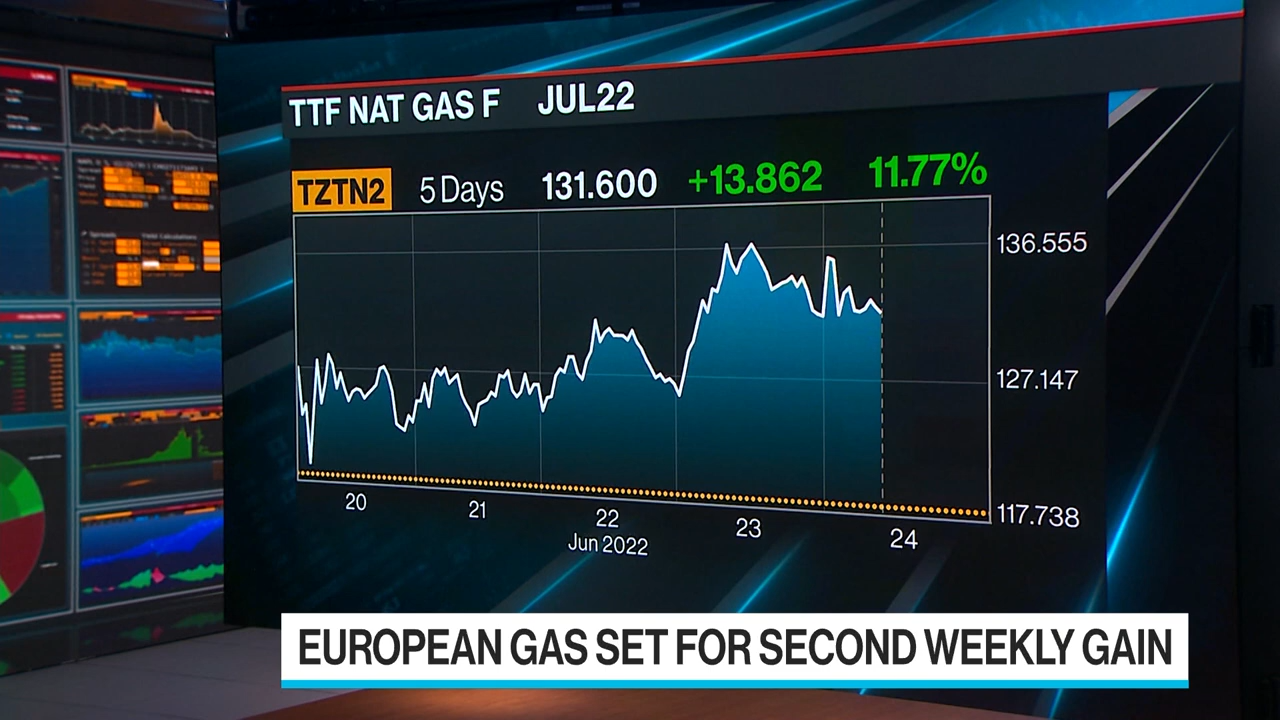 TTF NAT GAS F JUL22
TZTN2 5 Days 131.600 +13.862 11.77%
136.555
127.147
117.738
20 21 22 23 24
Jun 2022
EUROPEAN GAS SET FOR SECOND WEEKLY GAIN